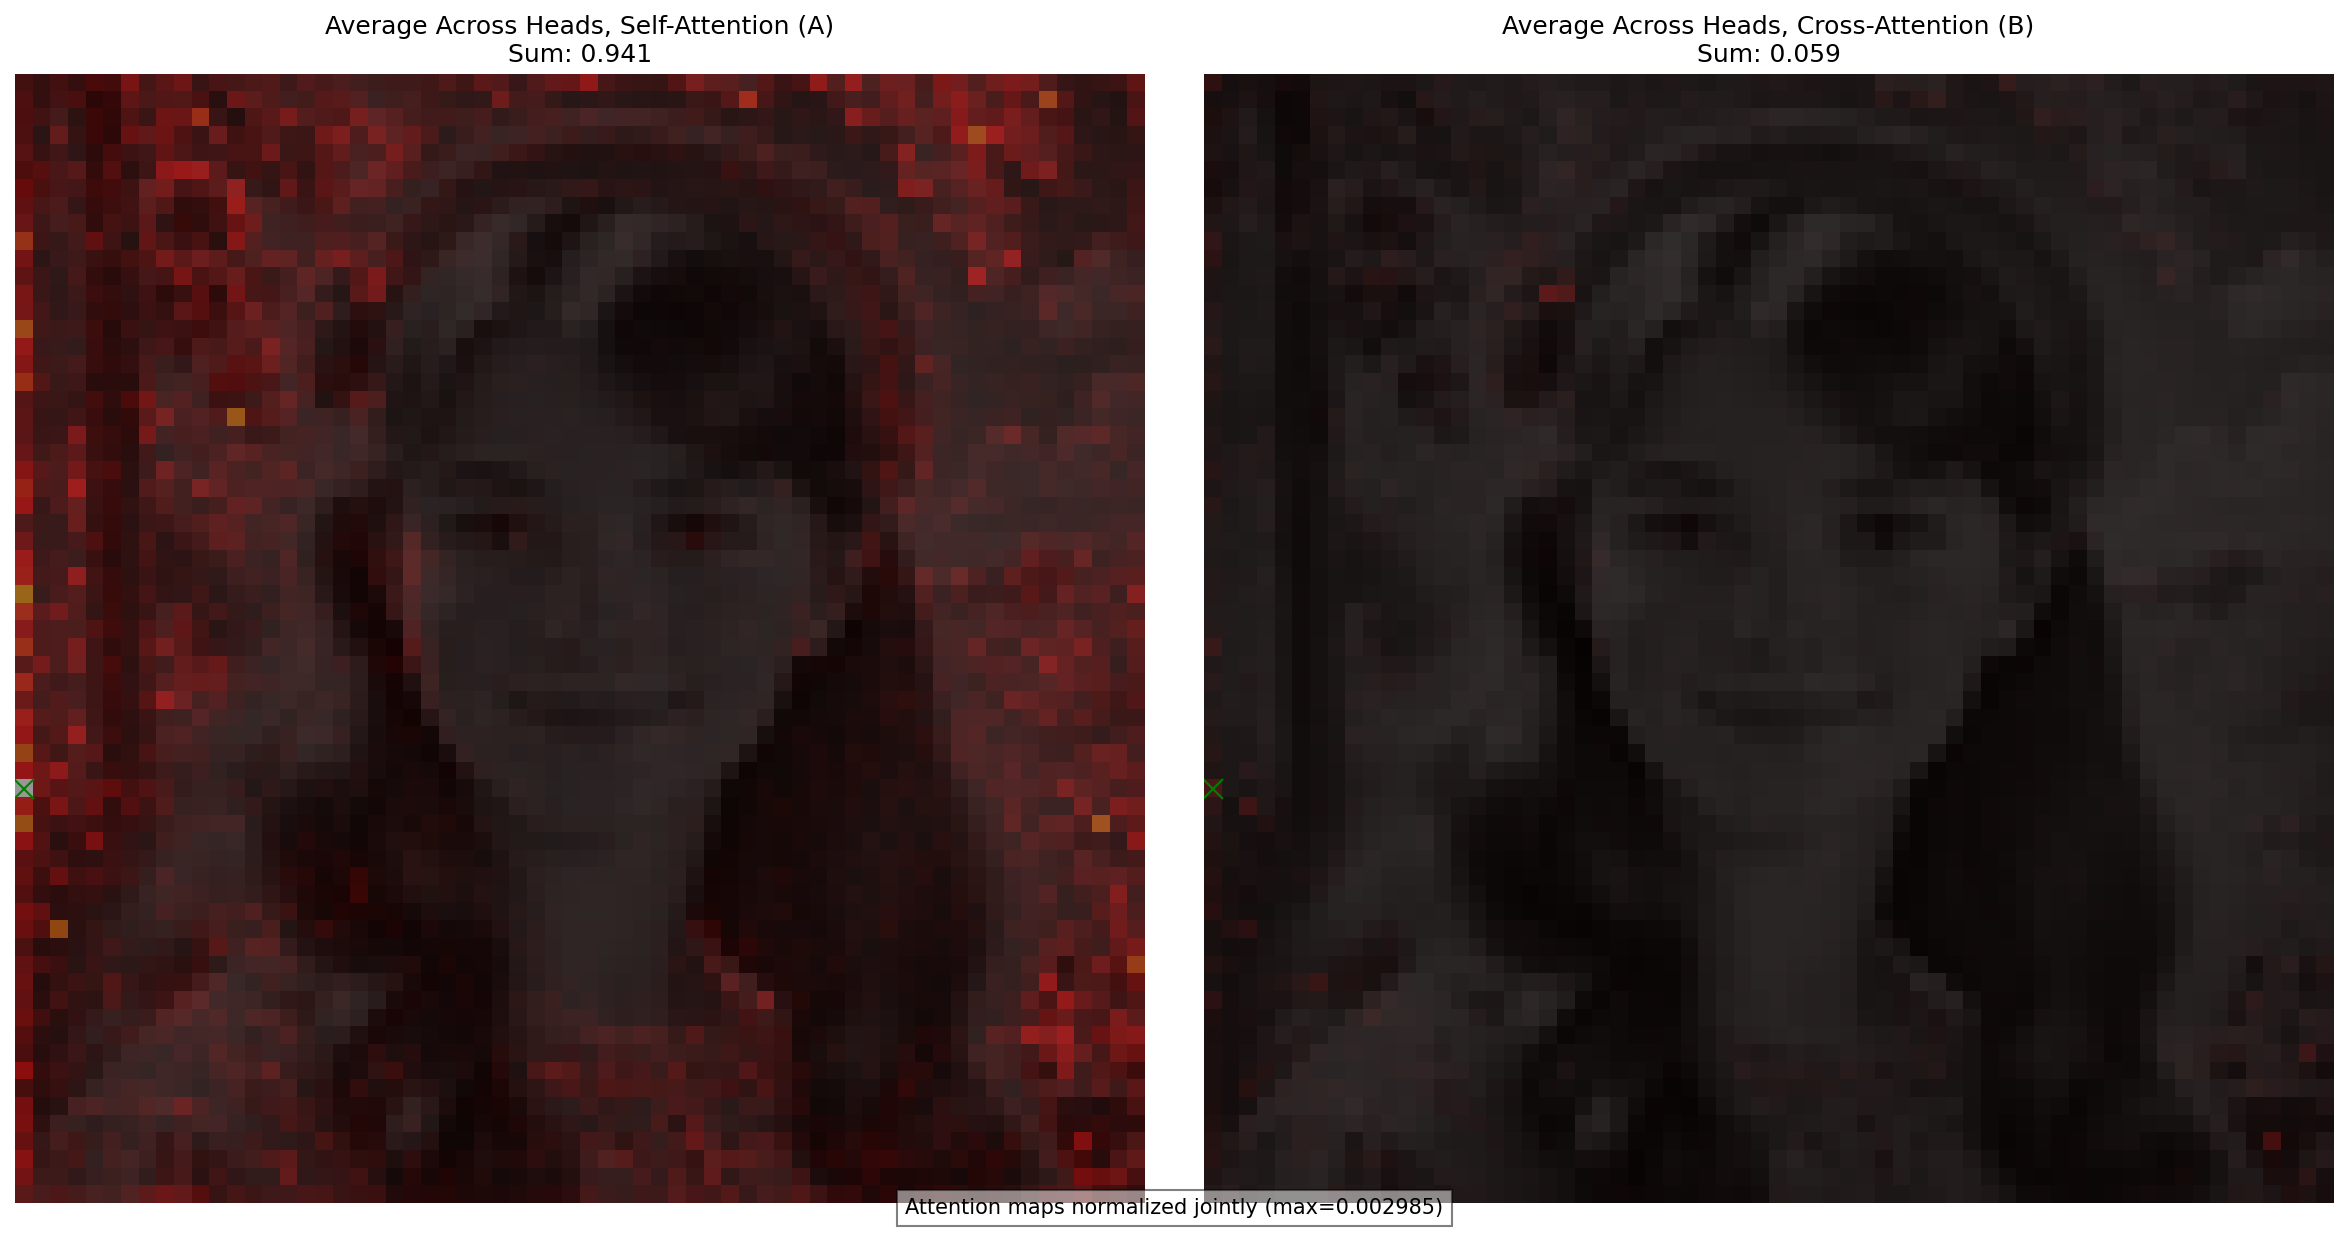 Average Across Heads, Self-Attention (A)
Sum: 0.941
Average Across Heads, Cross-Attention (B)
Sum: 0.059
Attention maps normalized jointly (max=0.002985)